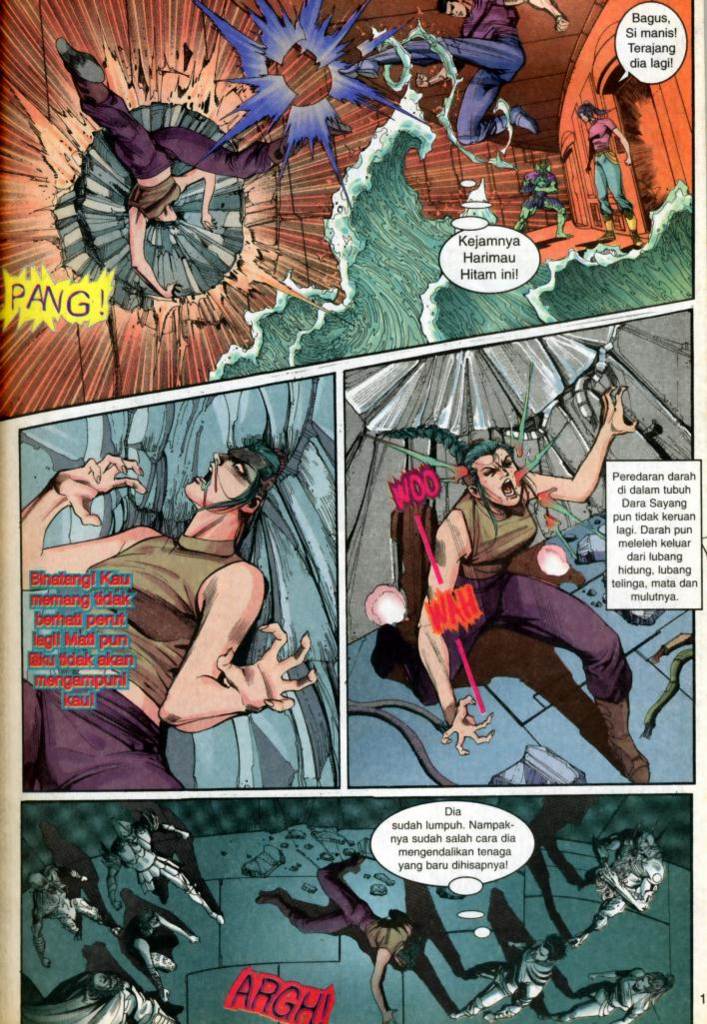 Bagus,
Si manis!
Terajang
dia lagi!
Kejamnya
Harimau
Hitam ini!
PANG!
Binatang! Kau
memang tidak
berhati perut
lagi! Mati pun
aku tidak akan
mengampuni
kau!
WOO
WAH
Peredaran darah
di dalam tubuh
Dara Sayang
pun tidak keruan
lagi. Darah pun
meleleh keluar
dari lubang
hidung, lubang
telinga, mata dan
mulutnya.
Dia
sudah lumpuh. Nampak-
nya sudah salah cara dia
mengendalikan tenaga
yang baru dihisapnya!
ARGH!
1